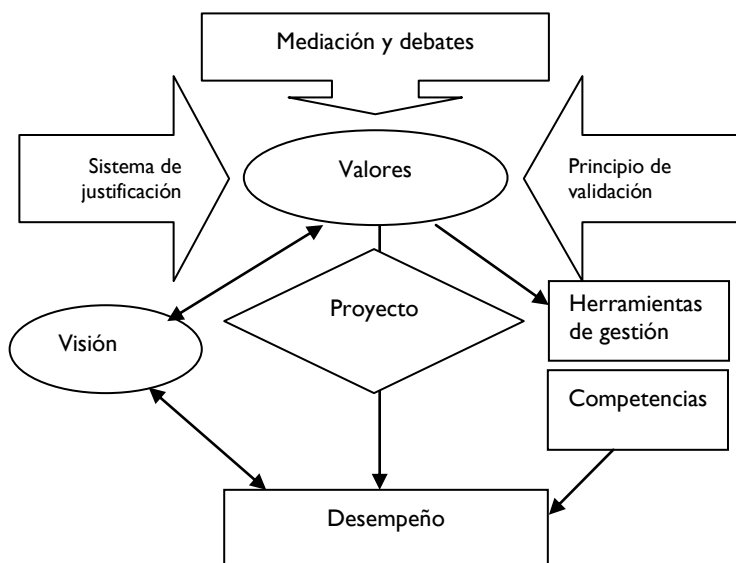 Mediación y debates
Sistema de
justificación
Valores
Principio de
validación
Visión
Proyecto
Herramientas
de gestión
Competencias
Desempeño